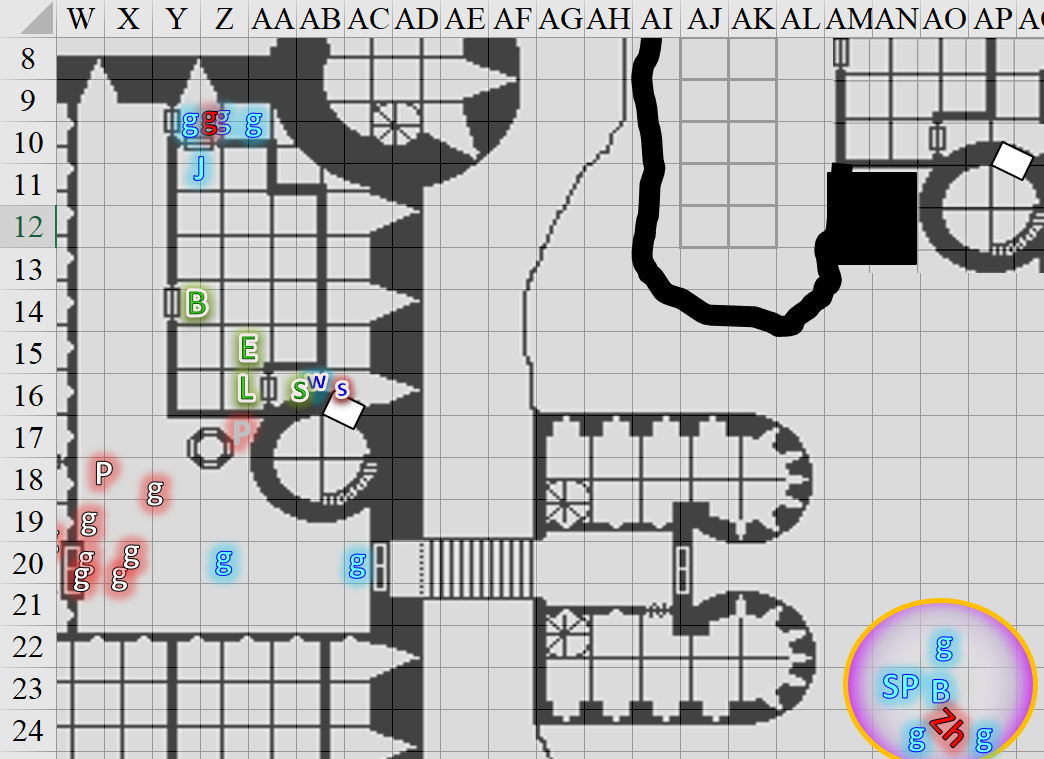 W X Y Z AA AB AC AD AE AF AG AH AI AJ AK AL AM AN AO AP
8
9
g g g g
10
J
11
12
13
B
14
E
15
L S W S
16
P
17
P
18
g
g
19
g g
20
g g g g
21
g
22
SP B
23
Zh
g g
24